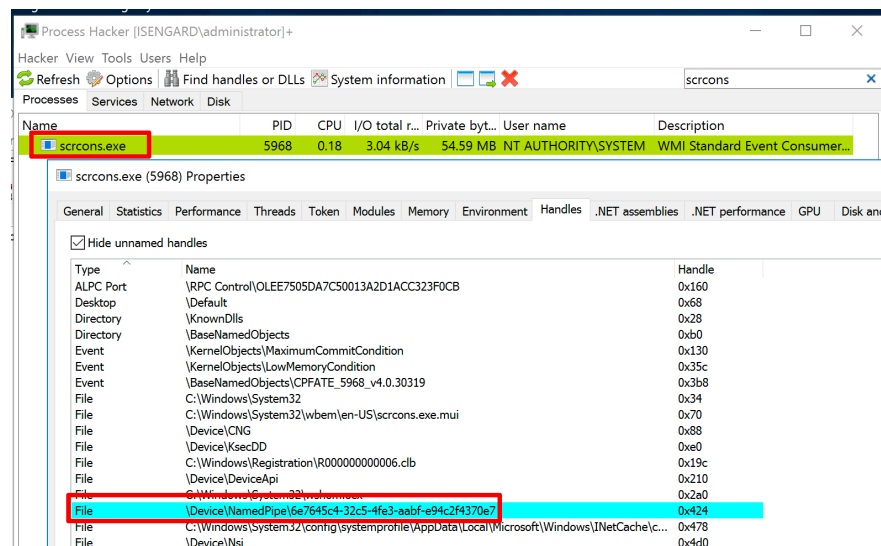 Process Hacker [ISENGARD\administrator]+
Hacker View Tools Users Help
Refresh Options Find handles or DLLs System information scrcons
Processes Services Network Disk
Name PID CPU I/O total r... Private byt... User name Description
scrcons.exe 5968 0.18 3.04 kB/s 54.59 MB NT AUTHORITY\SYSTEM WMI Standard Event Consumer...
scrcons.exe (5968) Properties
General Statistics Performance Threads Token Modules Memory Environment Handles .NET assemblies .NET performance GPU Disk and
Hide unnamed handles
Type Name Handle
ALPC Port \RPC Control\OLEE7505DA7C50013A2D1ACC323F0CB 0x160
Desktop \Default 0x68
Directory \KnownDlls 0x28
Directory \BaseNamedObjects 0xb0
Event \KernelObjects\MaximumCommitCondition 0x130
Event \KernelObjects\LowMemoryCondition 0x35c
Event \BaseNamedObjects\CPFATE_5968_v4.0.30319 0x3b8
File C:\Windows\System32 0x34
File C:\Windows\System32\wbem\en-US\scrcons.exe.mui 0x70
File \Device\CNG 0x88
File \Device\KsecDD 0xe0
File C:\Windows\Registration\R000000000006.clb 0x19c
File \Device\DeviceApi 0x210
File 0x2a0
File \Device\NamedPipe\6e7645c4-32c5-4fe3-aabf-e94c2f4370e7 0x424
File C:\Windows\System32\config\systemprofile\AppData\Local\Microsoft\Windows\INetCache\c... 0x478
File \Device\Nsi 0x4d0